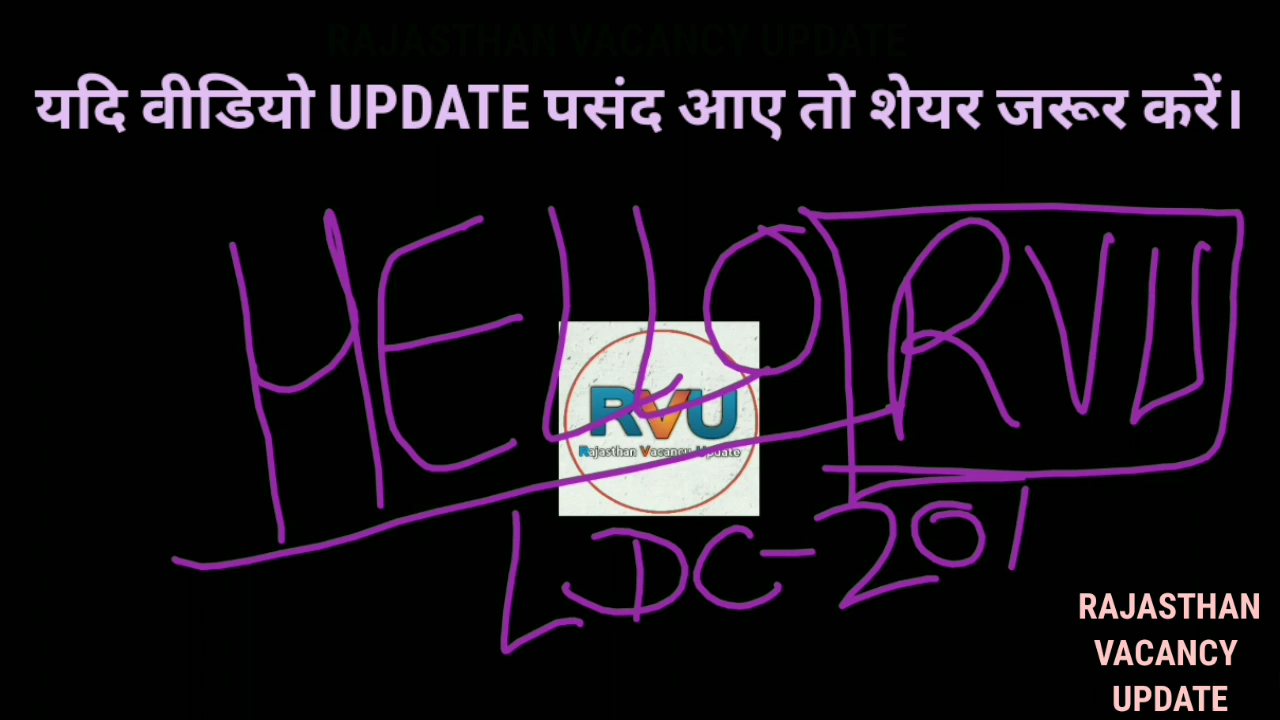 RAJASTHAN VACANCY UPDATE
यदि वीडियो UPDATE पसंद आए तो शेयर जरूर करें।
HELLO RVU
RVU
Rajasthan Vacancy Update
LDC-201
RAJASTHAN
VACANCY
UPDATE